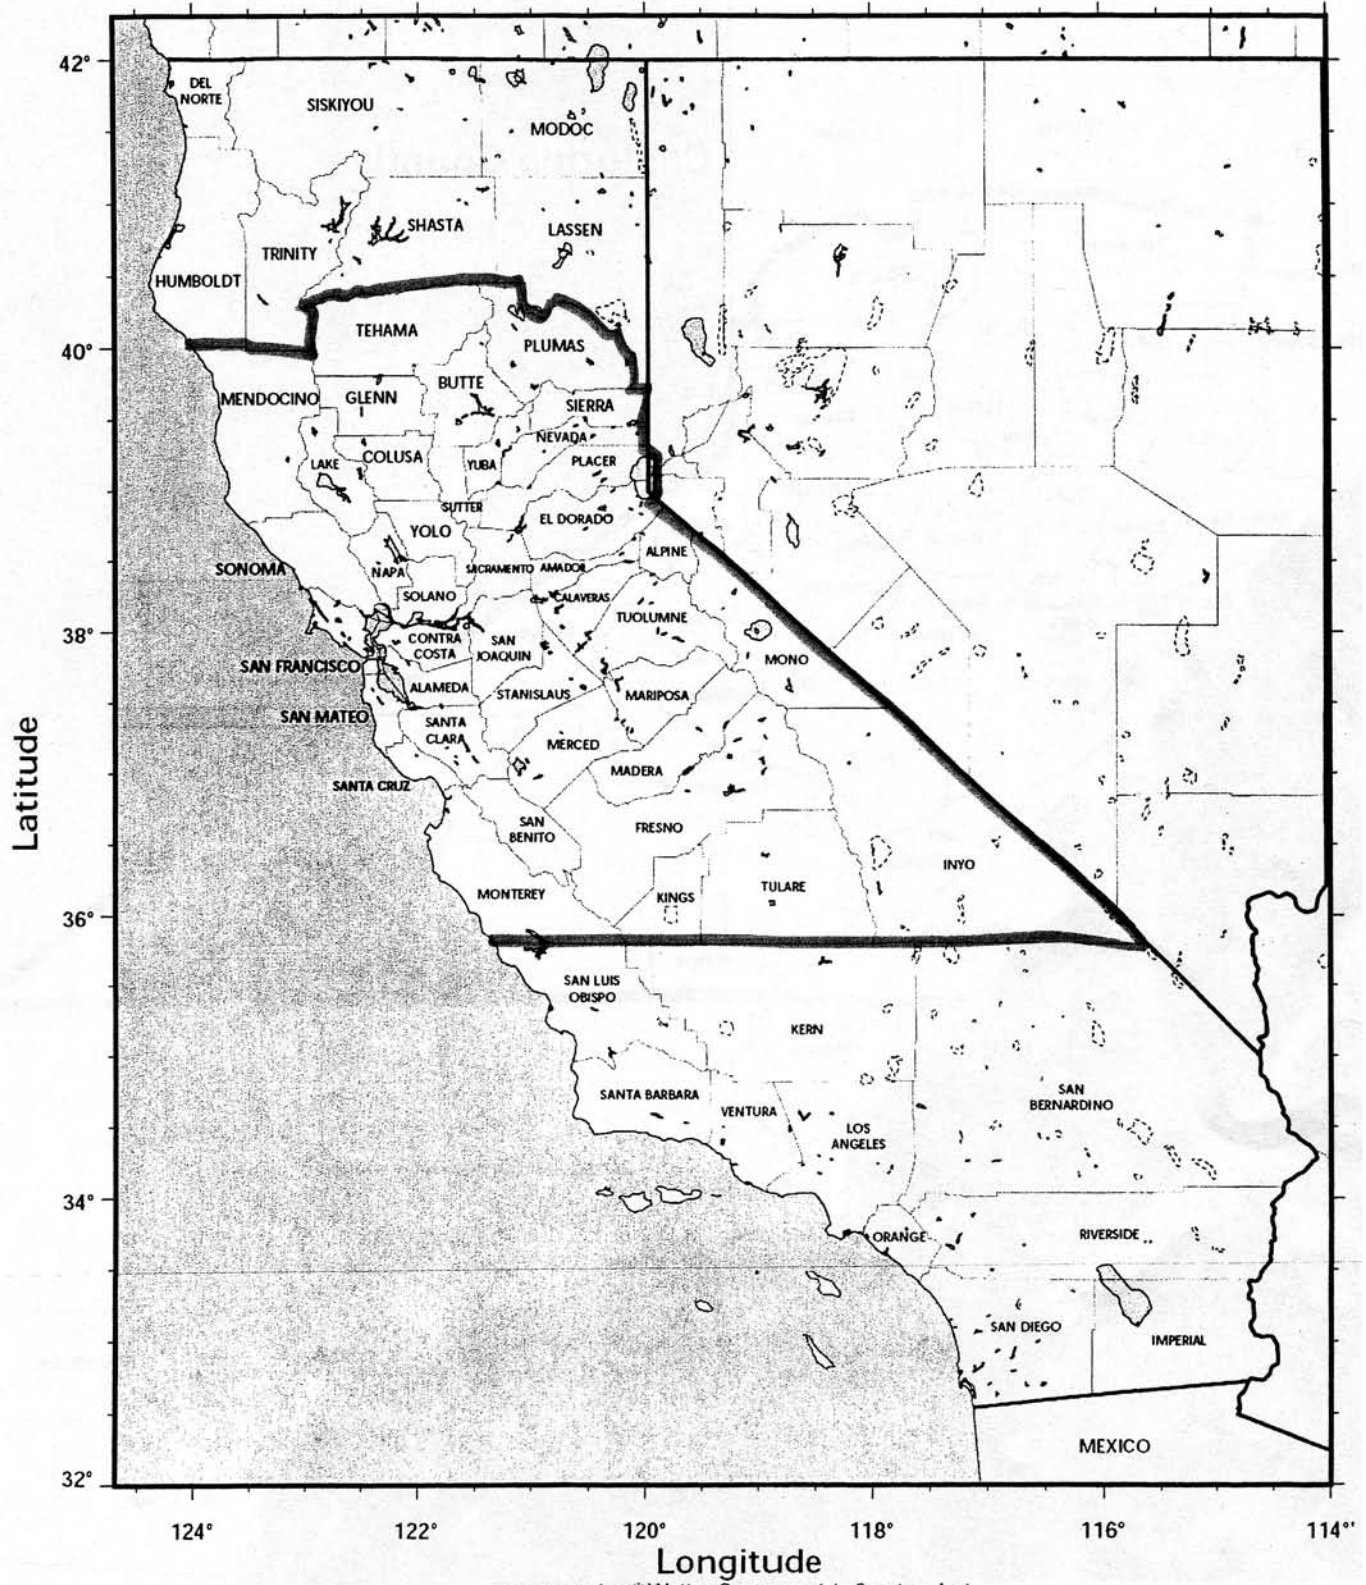 42°
DEL
NORTE
SISKIYOU
MODOC
SHASTA
LASSEN
TRINITY
HUMBOLDT
TEHAMA
PLUMAS
40°
MENDOCINO
GLENN
BUTTE
SIERRA
NEVADA
LAKE
COLUSA
YUBA
PLACER
SUTTER
YOLO
EL DORADO
ALPINE
SONOMA
NAPA
SACRAMENTO
AMADOR
SOLANO
CALAVERAS
TUOLUMNE
38°
CONTRA
COSTA
SAN
JOAQUIN
MONO
SAN FRANCISCO
ALAMEDA
STANISLAUS
MARIPOSA
SAN MATEO
SANTA
CLARA
MERCED
MADERA
SANTA CRUZ
SAN
BENITO
FRESNO
INYO
MONTEREY
KINGS
TULARE
36°
SAN LUIS
OBISPO
KERN
SANTA BARBARA
VENTURA
LOS
ANGELES
SAN
BERNARDINO
34°
ORANGE
RIVERSIDE
SAN DIEGO
IMPERIAL
MEXICO
32°
Latitude
124°
122°
120°
118°
116°
114°
Longitude